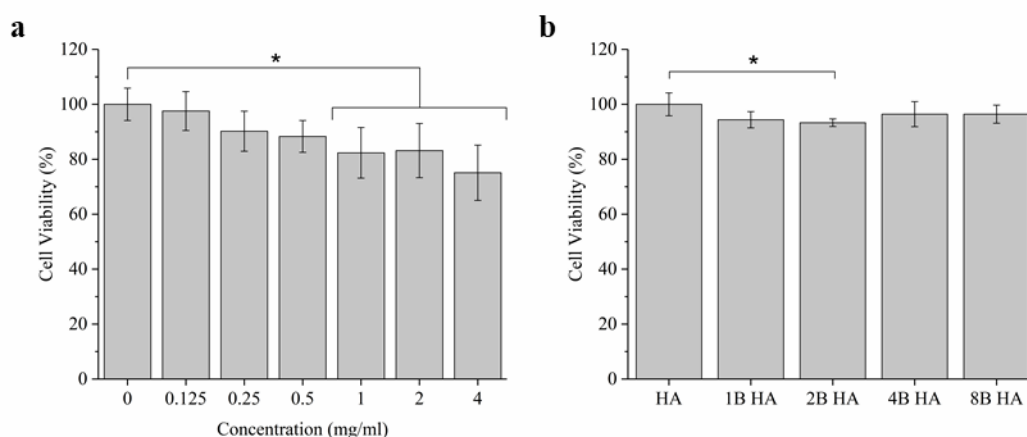 a
120
100
80
60
40
20
0
Cell Viability (%)
*
0 0.125 0.25 0.5 1 2 4
Concentration (mg/ml)
b
120
100
80
60
40
20
0
Cell Viability (%)
*
HA 1B HA 2B HA 4B HA 8B HA